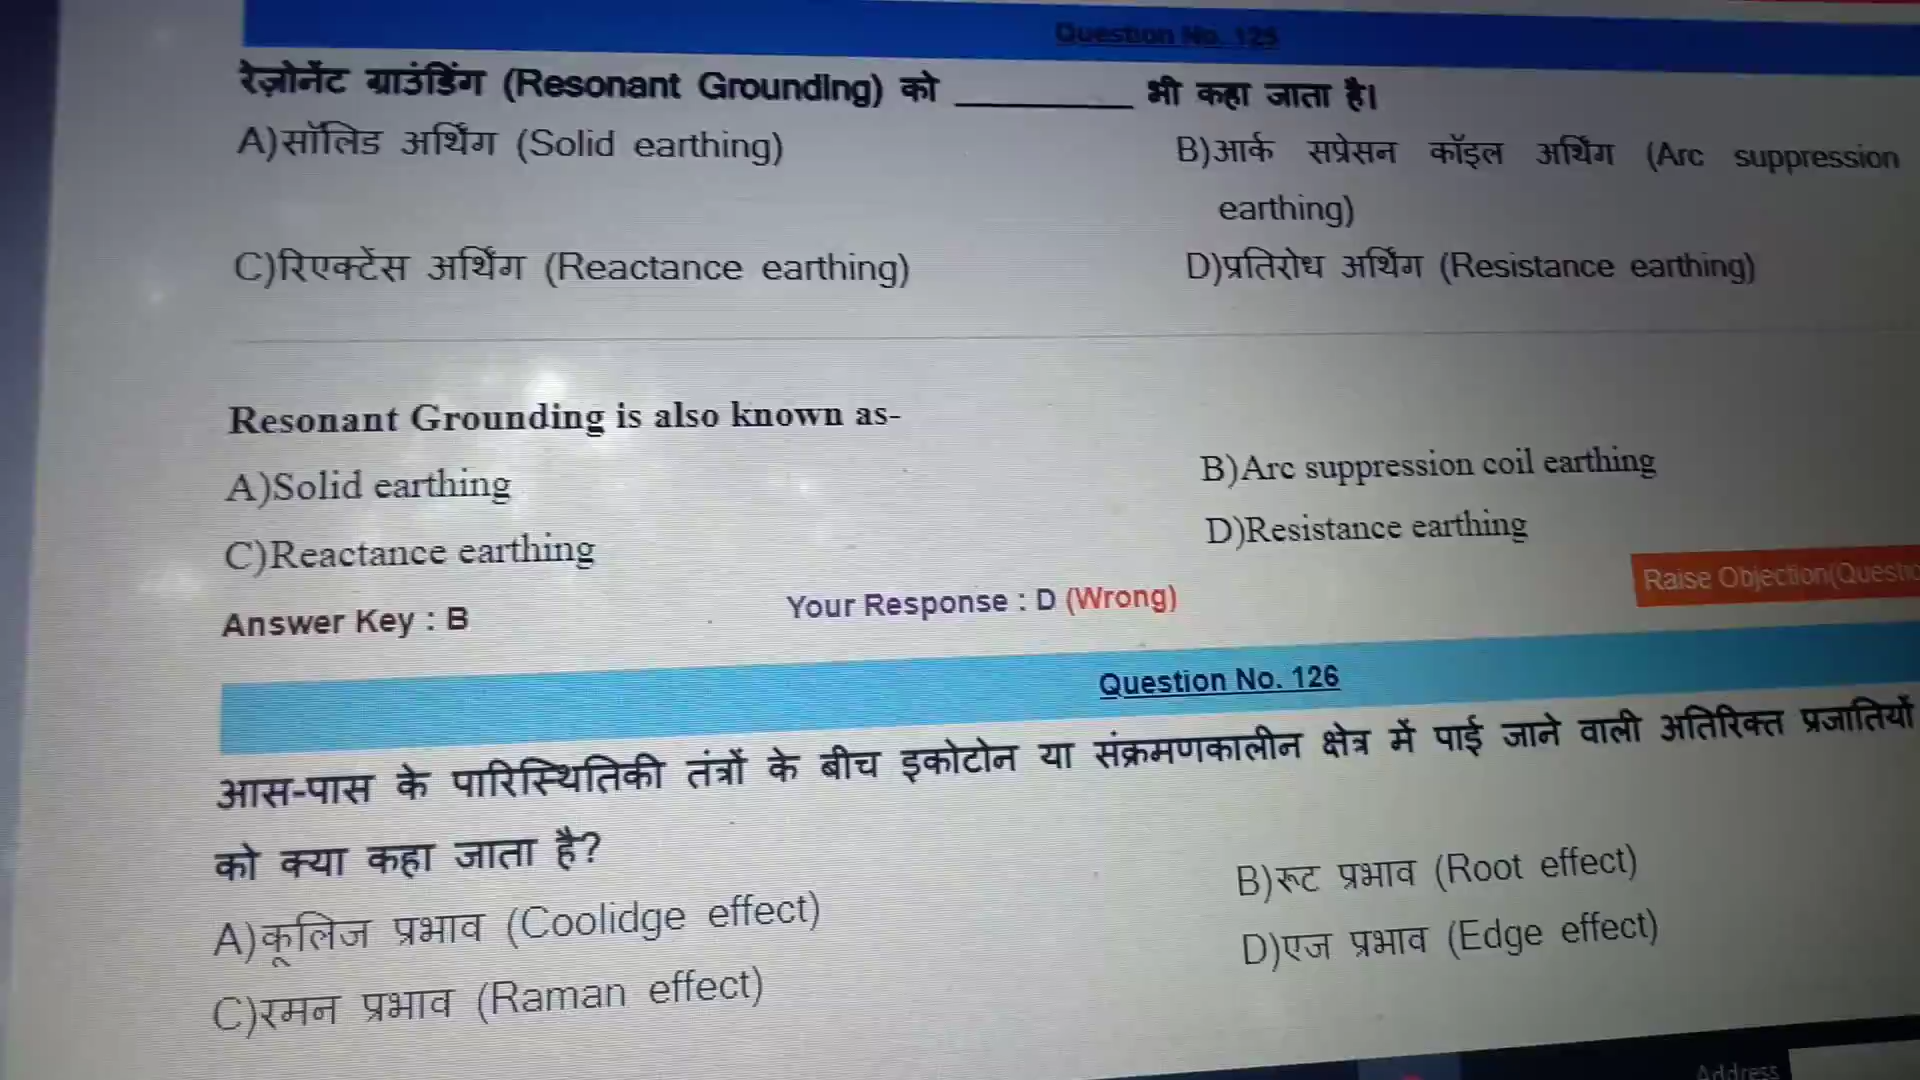 Question No. 125
रेज़ोनेंट ग्राउंडिंग (Resonant Grounding) को __________ भी कहा जाता है।
A)सॉलिड अर्थिंग (Solid earthing)
B)आर्क सप्रेसन कॉइल अर्थिंग (Arc suppression
earthing)
C)रिएक्टेंस अर्थिंग (Reactance earthing)
D)प्रतिरोध अर्थिंग (Resistance earthing)
Resonant Grounding is also known as-
A)Solid earthing
B)Arc suppression coil earthing
C)Reactance earthing
D)Resistance earthing
Raise Objection(Questio
Answer Key : B
Your Response : D (Wrong)
Question No. 126
आस-पास के पारिस्थितिकी तंत्रों के बीच इकोटोन या संक्रमणकालीन क्षेत्र में पाई जाने वाली अतिरिक्त प्रजातियों
को क्या कहा जाता है?
A)कूलिज प्रभाव (Coolidge effect)
B)रूट प्रभाव (Root effect)
C)रमन प्रभाव (Raman effect)
D)एज प्रभाव (Edge effect)
Address